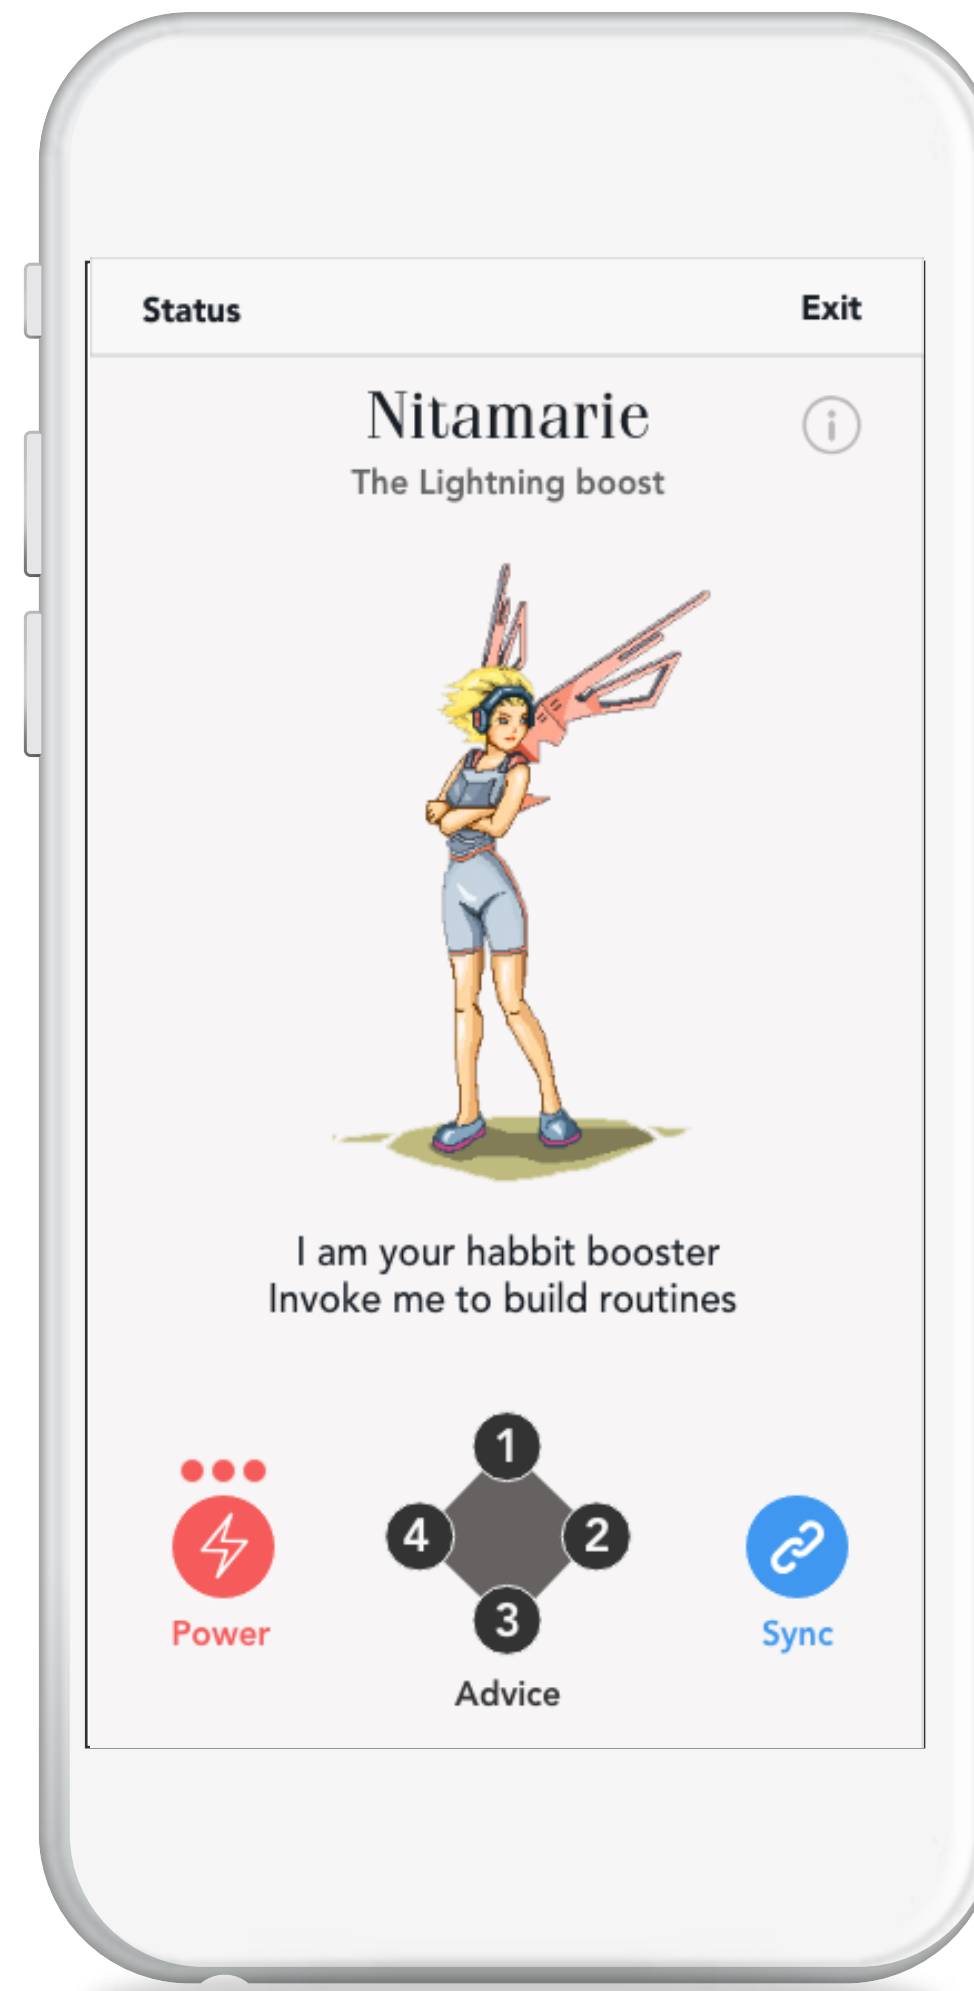 Status
Exit
Nitamarie
i
The Lightning boost
I am your habbit booster
Invoke me to build routines
1
4
2
3
Power
Sync
Advice